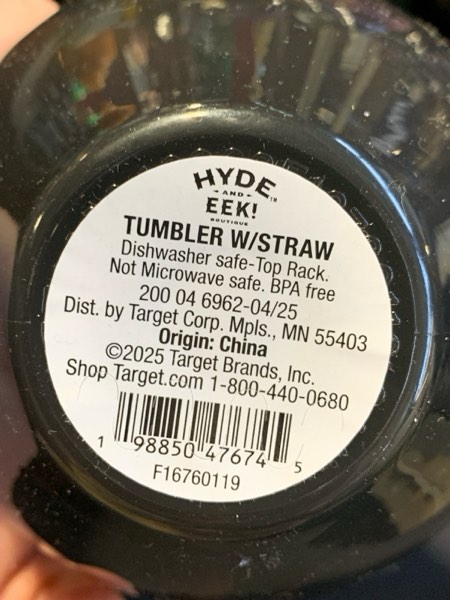 HYDE™
-AND-
EEK!
BOUTIQUE
TUMBLER W/STRAW
Dishwasher safe-Top Rack.
Not Microwave safe. BPA free
200 04 6962-04/25
Dist. by Target Corp. Mpls., MN 55403
Origin: China
©2025 Target Brands, Inc.
Shop Target.com 1-800-440-0680
1 98850 47674 5
F16760119